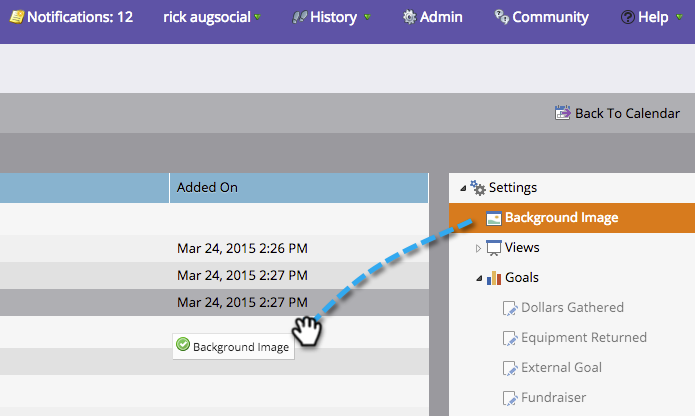 Notifications: 12 rick augsocial History Admin Community Help
Back To Calendar
Added On
Settings
Background Image
Mar 24, 2015 2:26 PM
Views
Mar 24, 2015 2:27 PM
Goals
Mar 24, 2015 2:27 PM
Dollars Gathered
Background Image
Equipment Returned
External Goal
Fundraiser